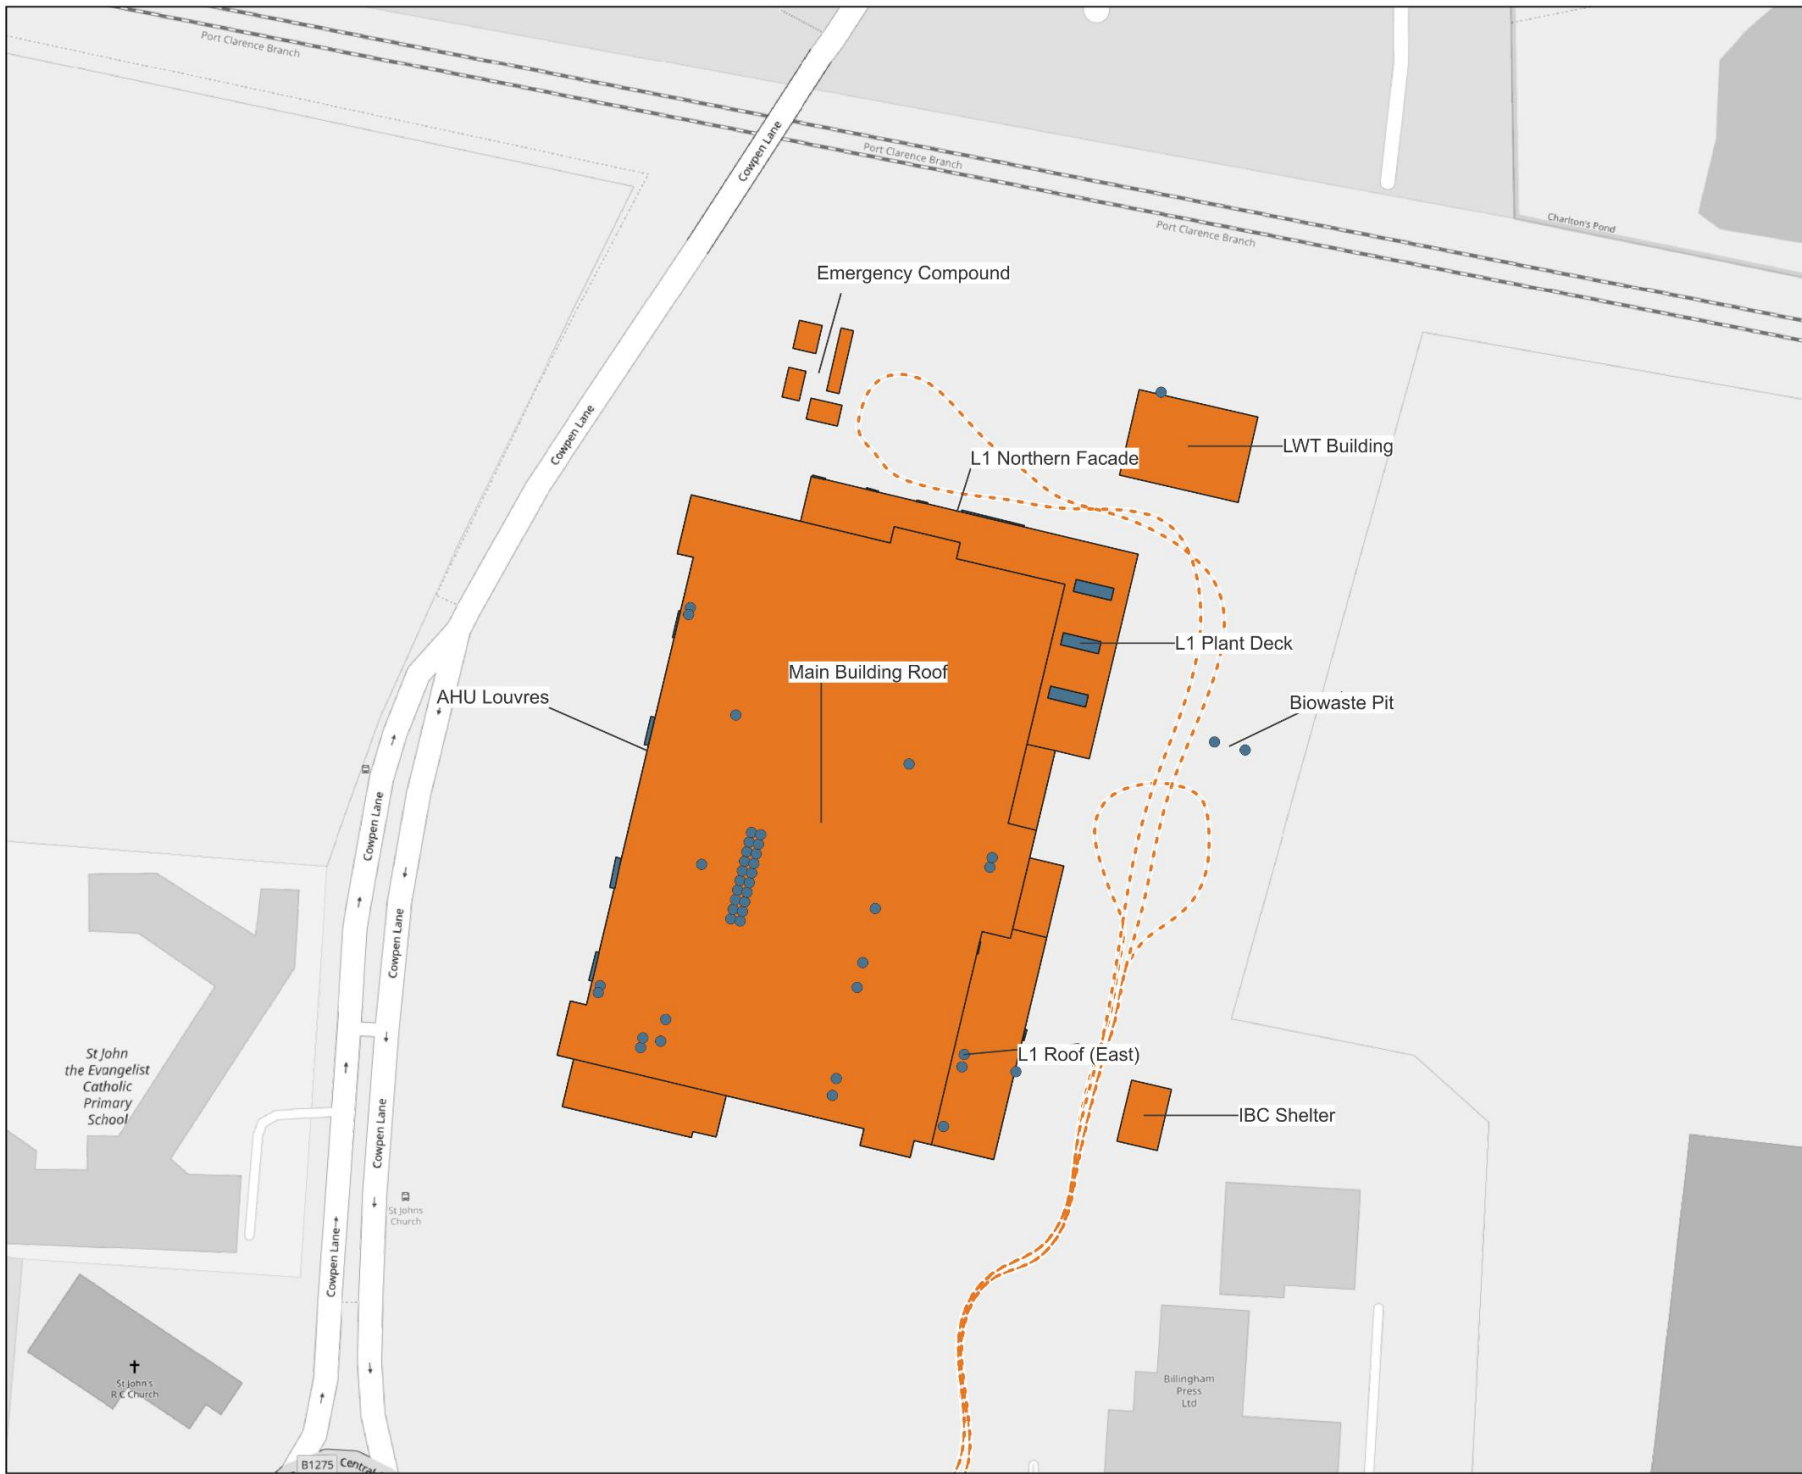 Port Clarence Branch
Cowpen Lane
Port Clarence Branch
Port Clarence Branch
Charlton's Pond
Emergency Compound
Cowpen Lane
L1 Northern Facade
LWT Building
L1 Plant Deck
Main Building Roof
AHU Louvres
Biowaste Pit
Cowpen Lane
Cowpen Lane
L1 Roof (East)
St John
the Evangelist
Catholic
Primary
School
IBC Shelter
Cowpen Lane
St Johns
Church
Cowpen Lane
St John's
R C Church
Billingham
Press
Ltd
B1275
Central